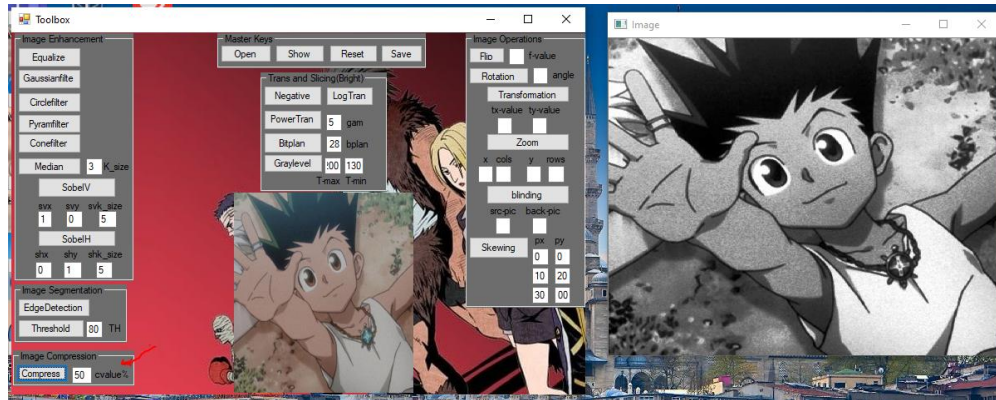 Toolbox
Image Enhancement
Equalize
Gaussianfilte
Circlefilter
Pyramfilter
Conefilter
Median 3 K_size
SobelV
svx svy svk_size
1 0 5
SobelH
shx shy shk_size
0 1 5
Image Segmentation
EdgeDetection
Threshold 80 TH
Image Compression
Compress 50 cvalue%
Master Keys
Open Show Reset Save
Trans and Slicing(Bright)
Negative LogTran
PowerTran 5 gam
Bitplan 28 bplan
Graylevel 130
T-max T-min
Image Operations
Flip f-value
Rotation angle
Transformation
tx-value ty-value
Zoom
x cols y rows
blinding
src-pic back-pic
Skewing px py
0 0
10 20
30 00
Image